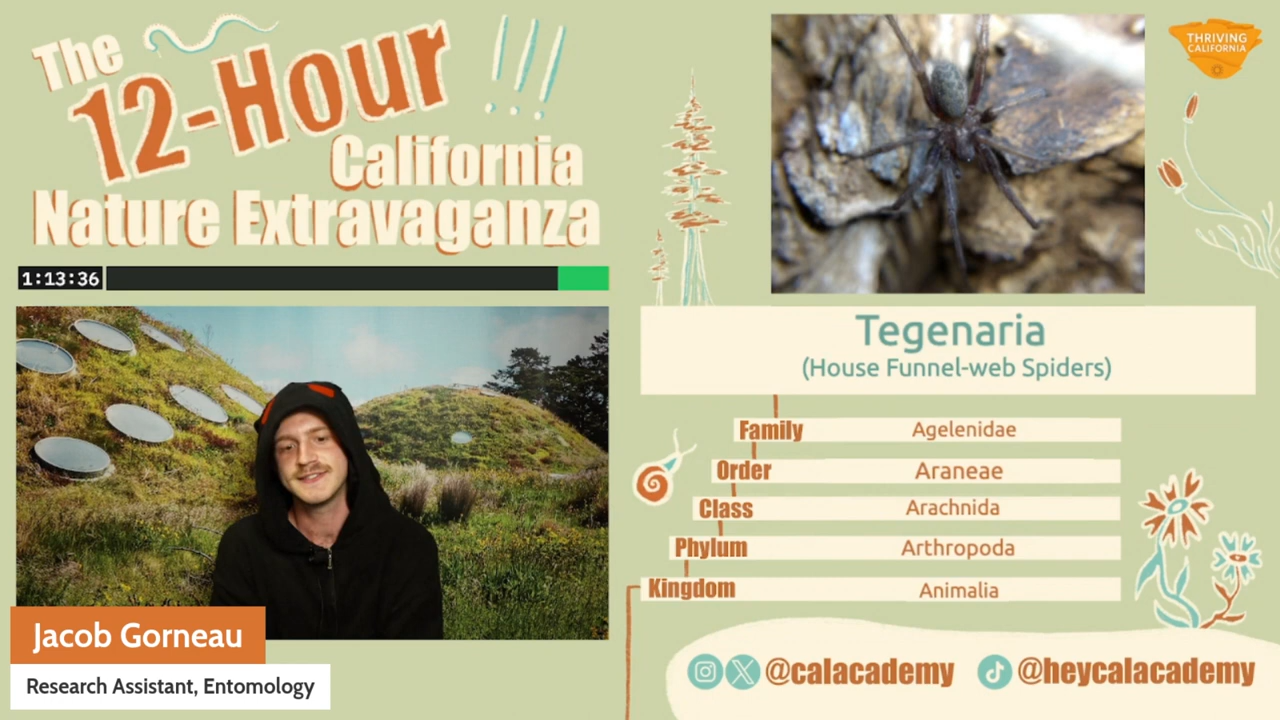 The
12-Hour
!!!
California
Nature Extravaganza
1:13:36
Jacob Gorneau
Research Assistant, Entomology
THRIVING
CALIFORNIA
Tegenaria
(House Funnel-web Spiders)
Family Agelenidae
Order Araneae
Class Arachnida
Phylum Arthropoda
Kingdom Animalia
@calacademy @heycalacademy